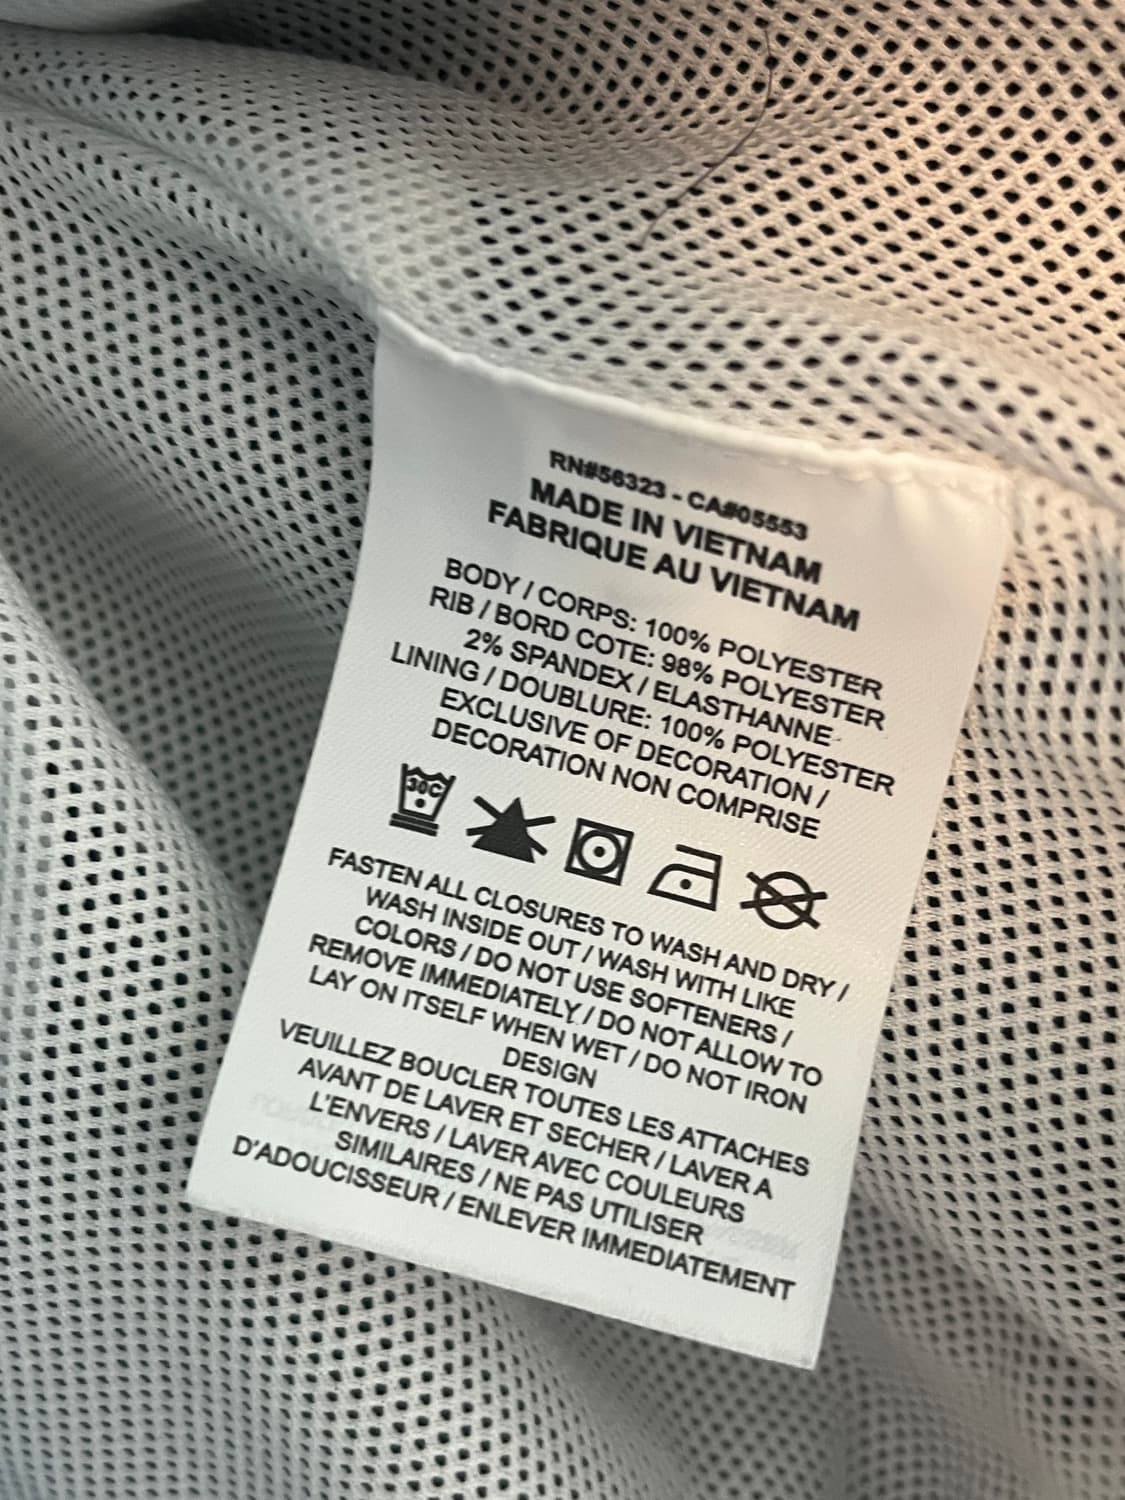 RN#56323 - CA#05553
MADE IN VIETNAM
FABRIQUE AU VIETNAM
BODY / CORPS: 100% POLYESTER
RIB / BORD COTE: 98% POLYESTER
2% SPANDEX / ELASTHANNE
LINING / DOUBLURE: 100% POLYESTER
EXCLUSIVE OF DECORATION /
DECORATION NON COMPRISE
30C
FASTEN ALL CLOSURES TO WASH AND DRY /
WASH INSIDE OUT / WASH WITH LIKE
COLORS / DO NOT USE SOFTENERS /
REMOVE IMMEDIATELY / DO NOT ALLOW TO
LAY ON ITSELF WHEN WET / DO NOT IRON
DESIGN
VEUILLEZ BOUCLER TOUTES LES ATTACHES
AVANT DE LAVER ET SECHER / LAVER A
L'ENVERS / LAVER AVEC COULEURS
SIMILAIRES / NE PAS UTILISER
D'ADOUCISSEUR / ENLEVER IMMEDIATEMENT